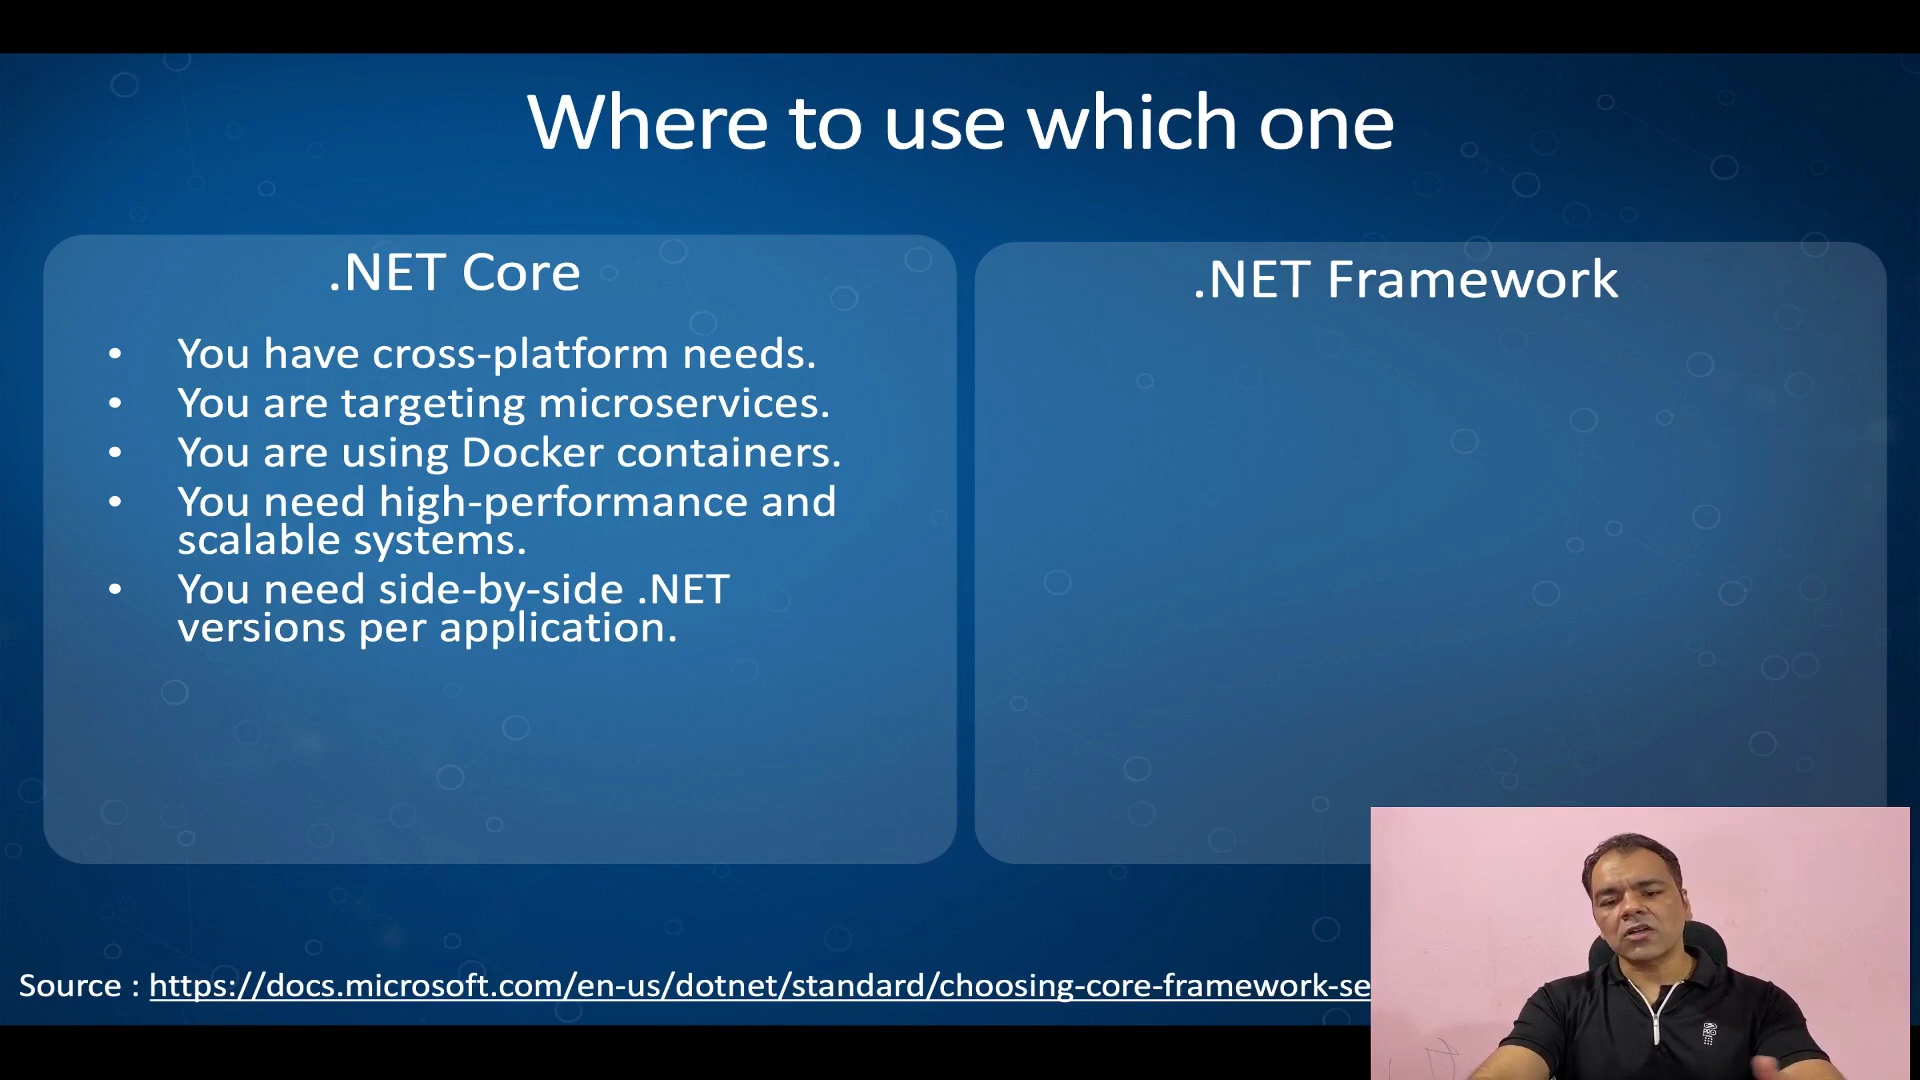 Where to use which one
.NET Core
• You have cross-platform needs.
• You are targeting microservices.
• You are using Docker containers.
• You need high-performance and
scalable systems.
• You need side-by-side .NET
versions per application.
.NET Framework
Source : https://docs.microsoft.com/en-us/dotnet/standard/choosing-core-framework-se